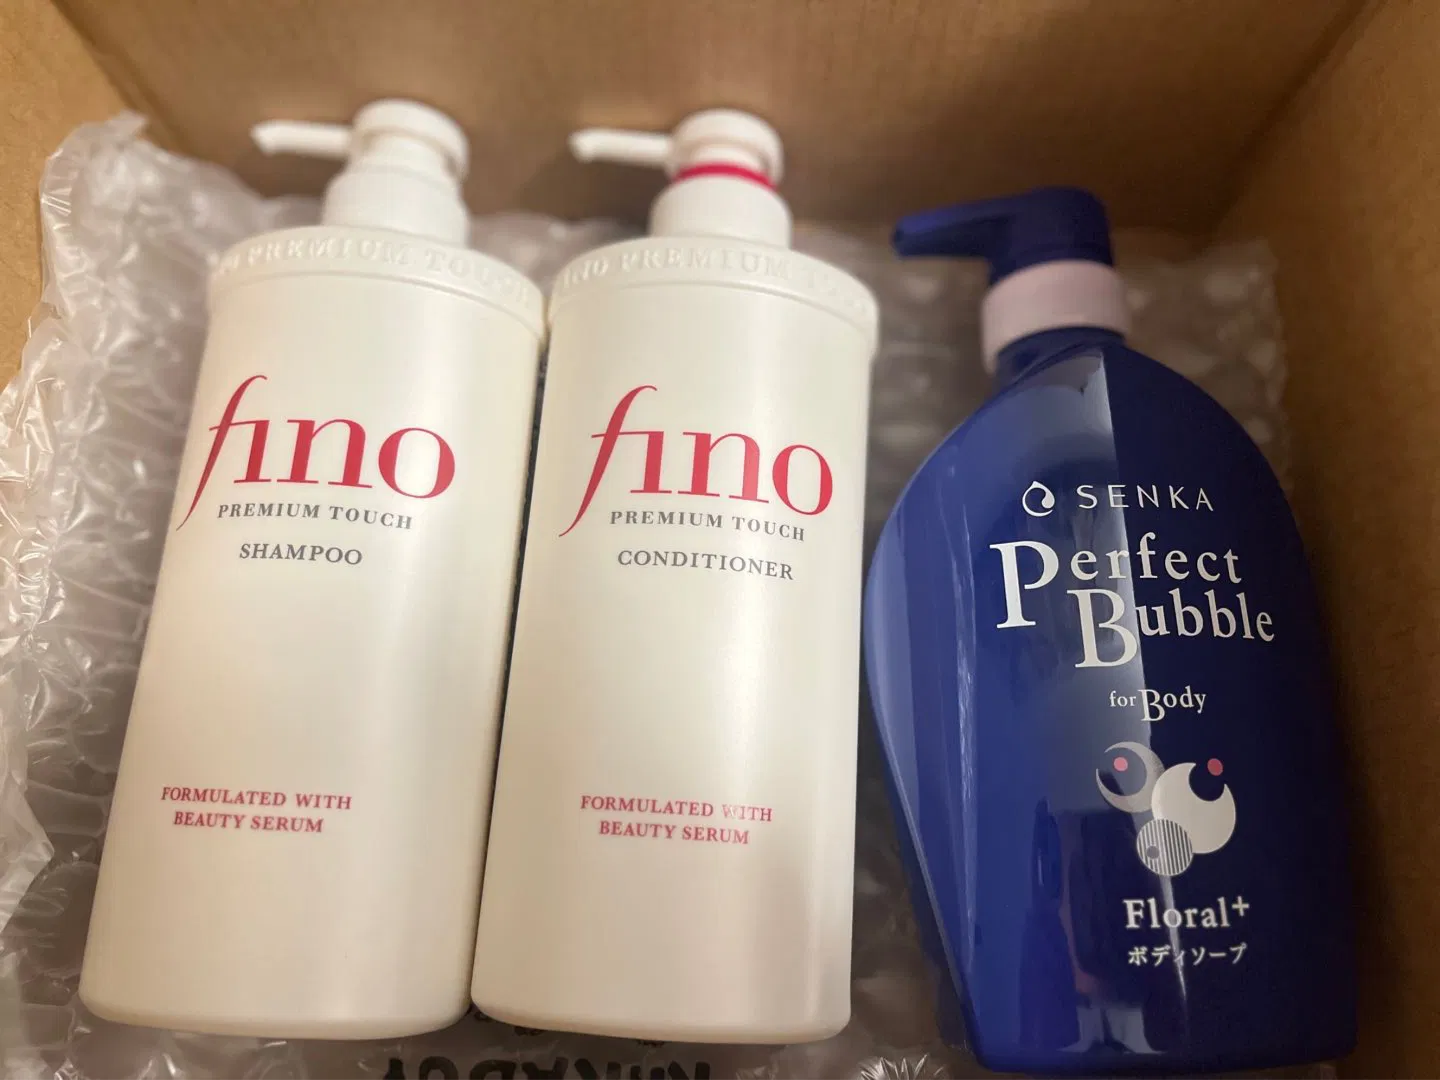 PREMIUM TOUCH
fino
PREMIUM TOUCH
SHAMPOO
FORMULATED WITH
BEAUTY SERUM
FINO PREMIUM TOUCH
fino
PREMIUM TOUCH
CONDITIONER
FORMULATED WITH
BEAUTY SERUM
SENKA
Perfect
Bubble
for Body
Floral+
ボディソープ